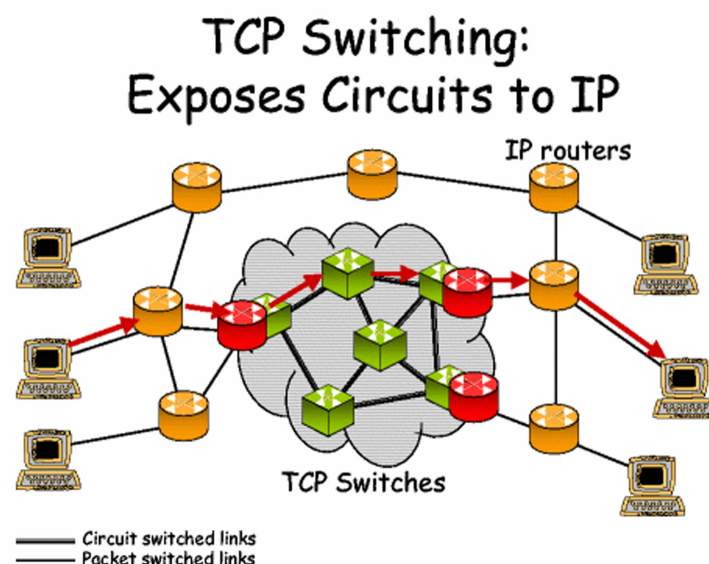 TCP Switching:
Exposes Circuits to IP
IP routers
TCP Switches
Circuit switched links
Packet switched links